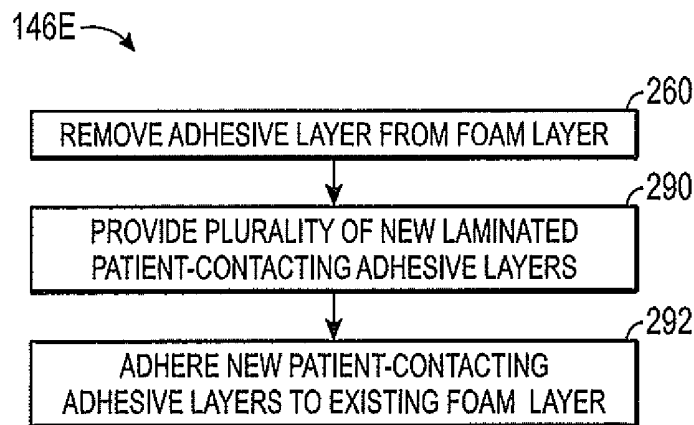 146E
260
REMOVE ADHESIVE LAYER FROM FOAM LAYER
290
PROVIDE PLURALITY OF NEW LAMINATED
PATIENT-CONTACTING ADHESIVE LAYERS
292
ADHERE NEW PATIENT-CONTACTING
ADHESIVE LAYERS TO EXISTING FOAM LAYER